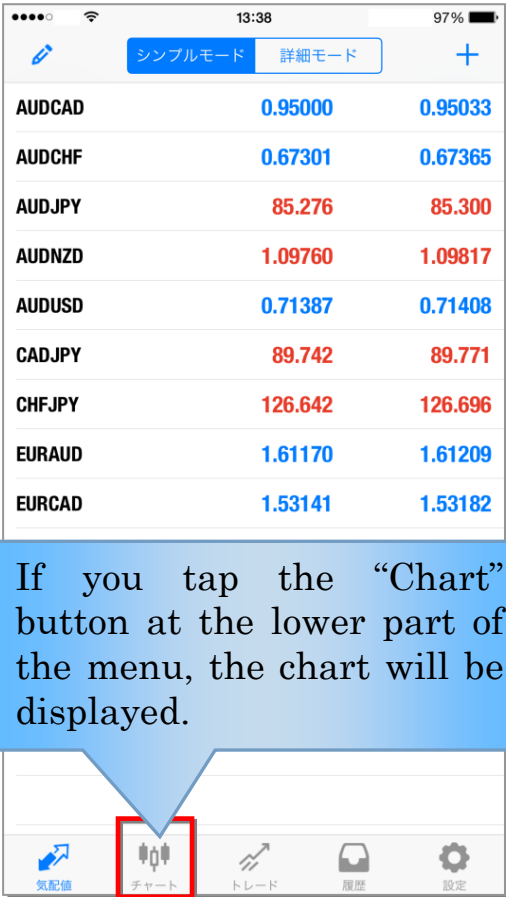 13:38 97%
シンプルモード 詳細モード
AUDCAD 0.95000 0.95033
AUDCHF 0.67301 0.67365
AUDJPY 85.276 85.300
AUDNZD 1.09760 1.09817
AUDUSD 0.71387 0.71408
CADJPY 89.742 89.771
CHFJPY 126.642 126.696
EURAUD 1.61170 1.61209
EURCAD 1.53141 1.53182
If you tap the “Chart”
button at the lower part of
the menu, the chart will be
displayed.
気配値 チャート トレード 履歴 設定